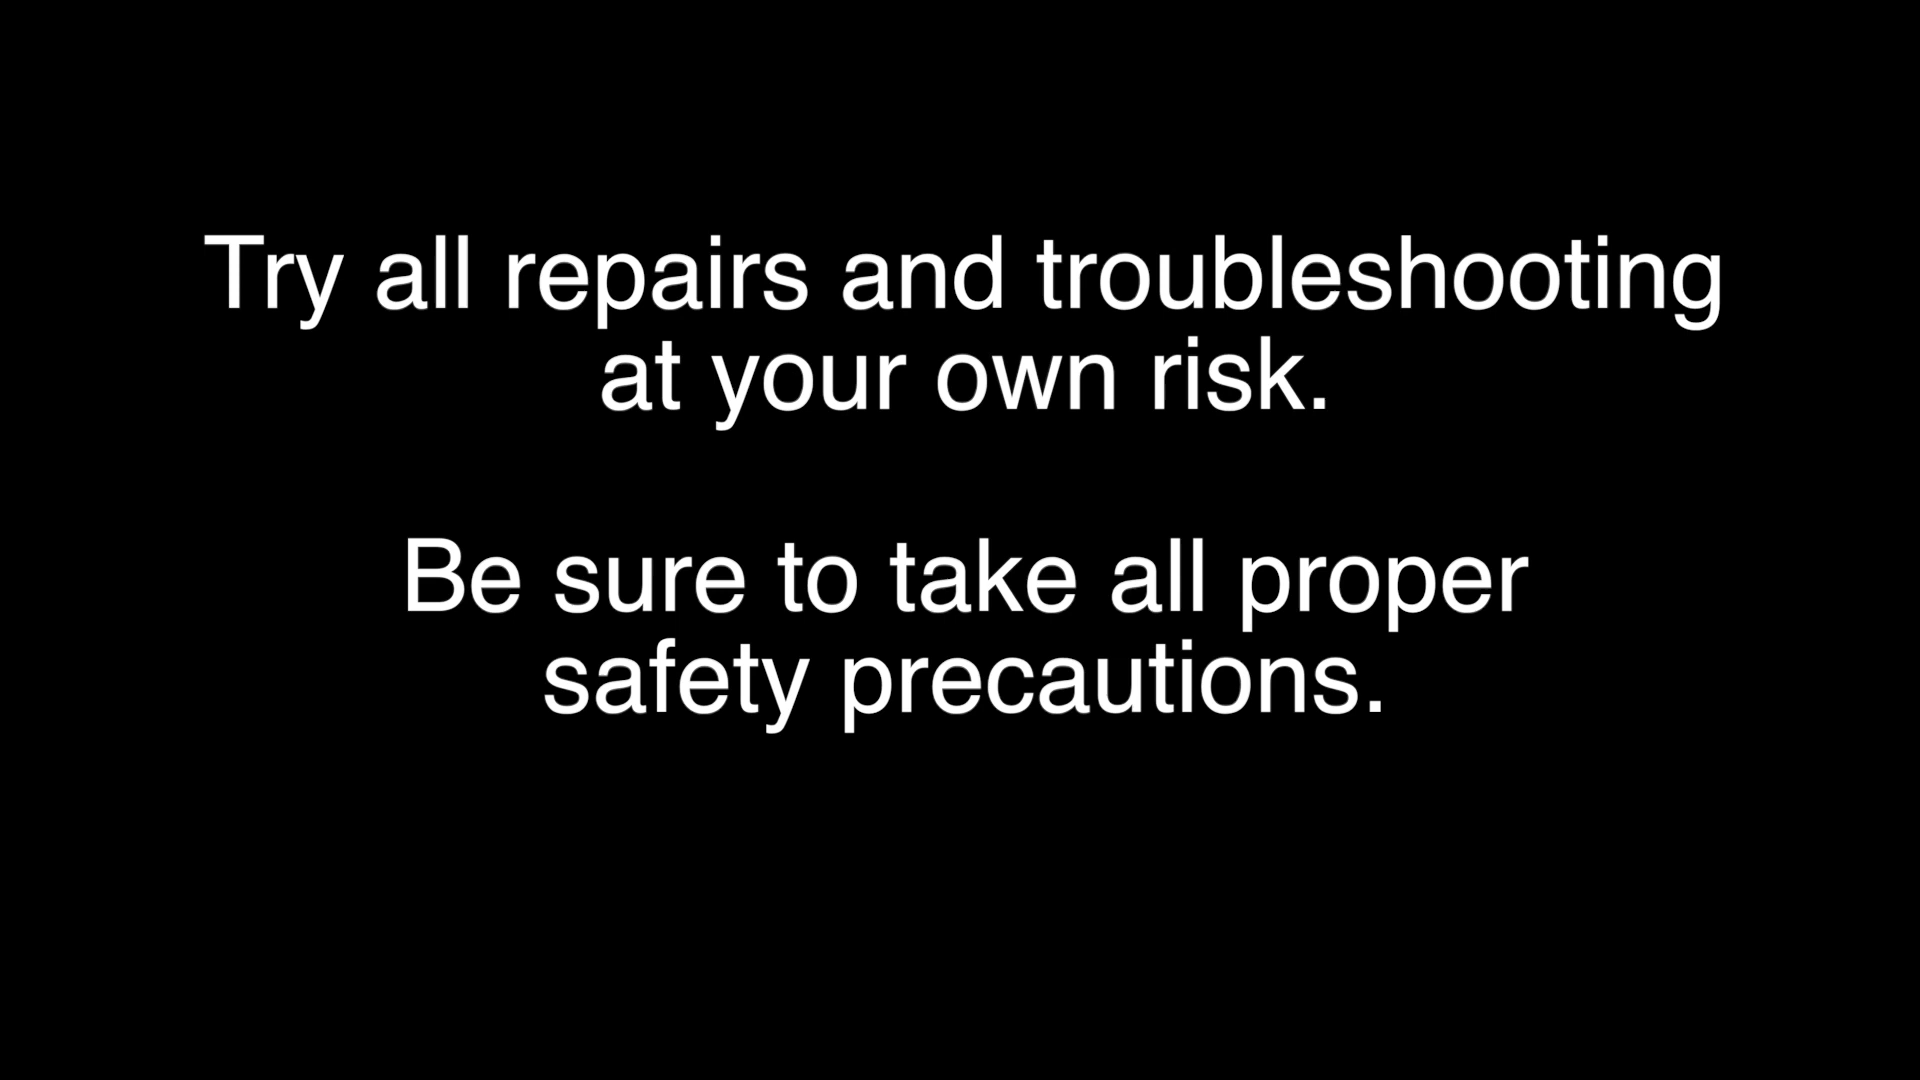 Try all repairs and troubleshooting
at your own risk.
Be sure to take all proper
safety precautions.